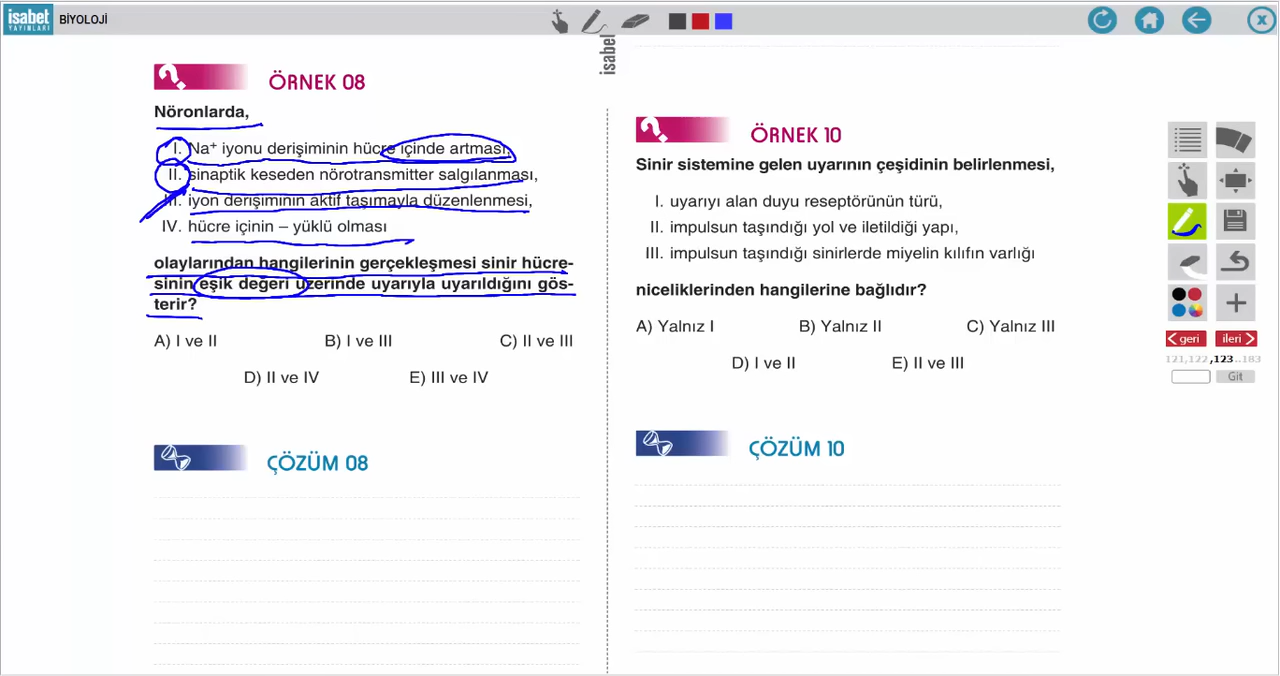 isabet
YAYINLARI
BİYOLOJİ
isabet
ÖRNEK 08
Nöronlarda,
I. Na⁺ iyonu derişiminin hücre içinde artması,
II. sinaptik keseden nörotransmitter salgılanması,
III. iyon derişiminin aktif taşımayla düzenlenmesi,
IV. hücre içinin – yüklü olması
olaylarından hangilerinin gerçekleşmesi sinir hücre-
sinin eşik değeri üzerinde uyarıyla uyarıldığını gös-
terir?
A) I ve II B) I ve III C) II ve III
D) II ve IV E) III ve IV
ÇÖZÜM 08
ÖRNEK 10
Sinir sistemine gelen uyarının çeşidinin belirlenmesi,
I. uyarıyı alan duyu reseptörünün türü,
II. impulsun taşındığı yol ve iletildiği yapı,
III. impulsun taşındığı sinirlerde miyelin kılıfın varlığı
niceliklerinden hangilerine bağlıdır?
A) Yalnız I B) Yalnız II C) Yalnız III
D) I ve II E) II ve III
ÇÖZÜM 10
geri ileri
121,122,123..183
Git